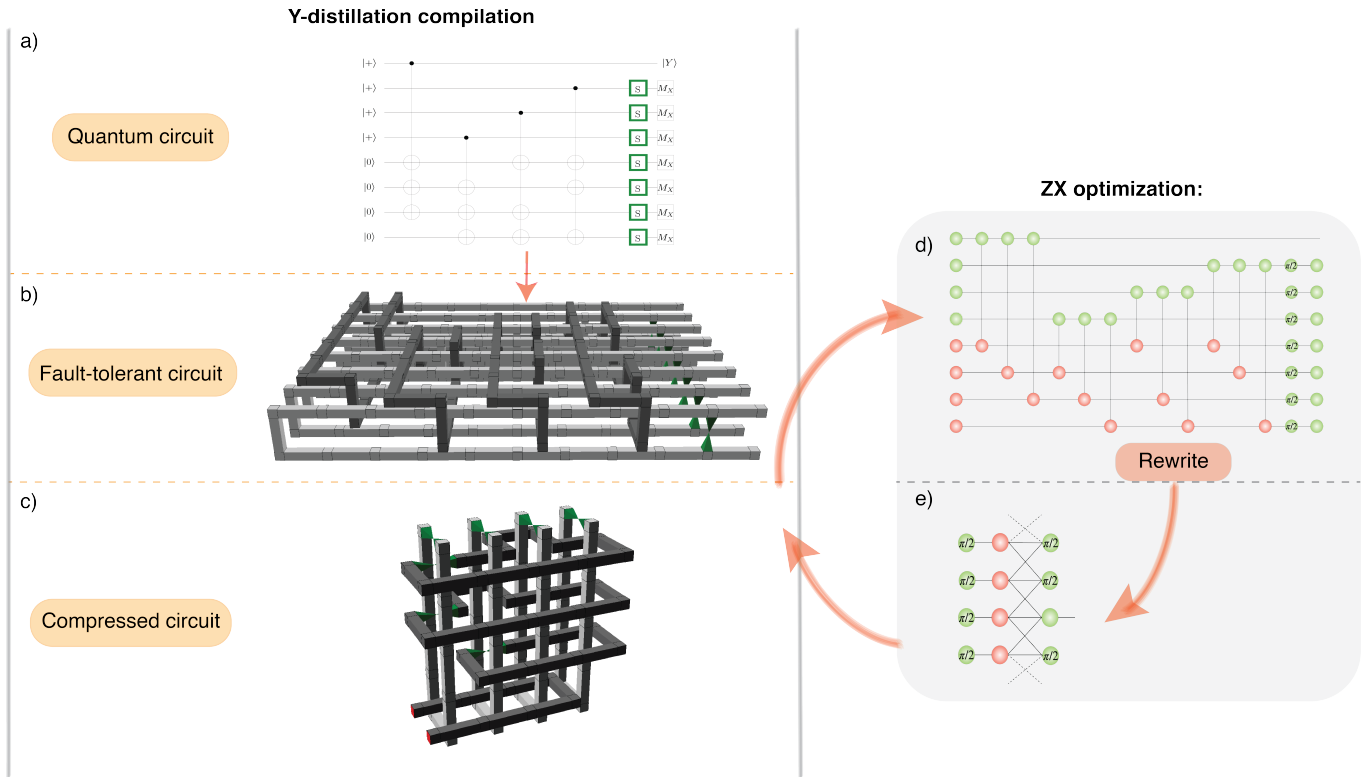 Y-distillation compilation
a)
Quantum circuit
|+⟩ |Y⟩
|+⟩ S M_X
|+⟩ S M_X
|+⟩ S M_X
|0⟩ S M_X
|0⟩ S M_X
|0⟩ S M_X
|0⟩ S M_X
b)
Fault-tolerant circuit
c)
Compressed circuit
ZX optimization:
d)
π/2
π/2
π/2
π/2
π/2
π/2
π/2
Rewrite
e)
π/2 π/2
π/2 π/2
π/2
π/2 π/2